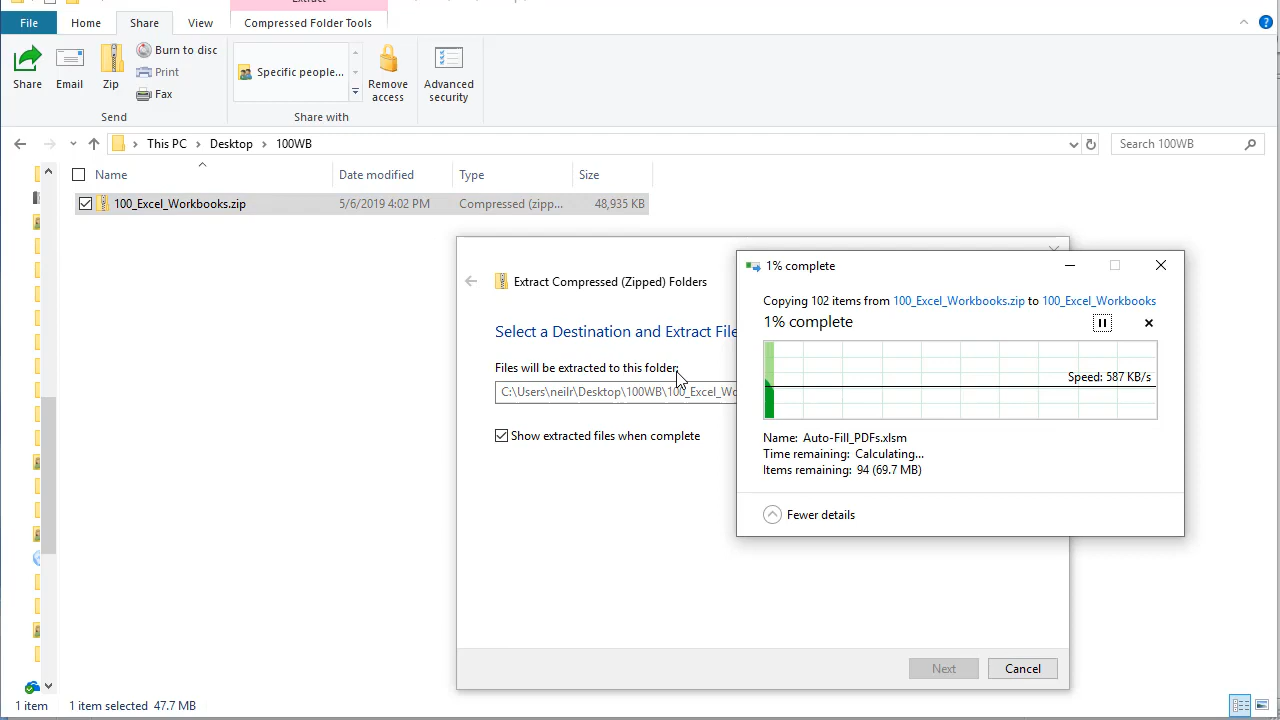 Extract
File Home Share View Compressed Folder Tools
Share
Email
Zip
Burn to disc
Print
Fax
Specific people...
Remove access
Advanced security
Send
Share with
This PC Desktop 100WB
Search 100WB
Name Date modified Type Size
100_Excel_Workbooks.zip 5/6/2019 4:02 PM Compressed (zipp... 48,935 KB
Extract Compressed (Zipped) Folders
Select a Destination and Extract File
Files will be extracted to this folder:
C:\Users\neilr\Desktop\100WB\100_Excel_Wo
Show extracted files when complete
Next Cancel
1% complete
Copying 102 items from 100_Excel_Workbooks.zip to 100_Excel_Workbooks
1% complete
Speed: 587 KB/s
Name: Auto-Fill_PDFs.xlsm
Time remaining: Calculating...
Items remaining: 94 (69.7 MB)
Fewer details
1 item 1 item selected 47.7 MB